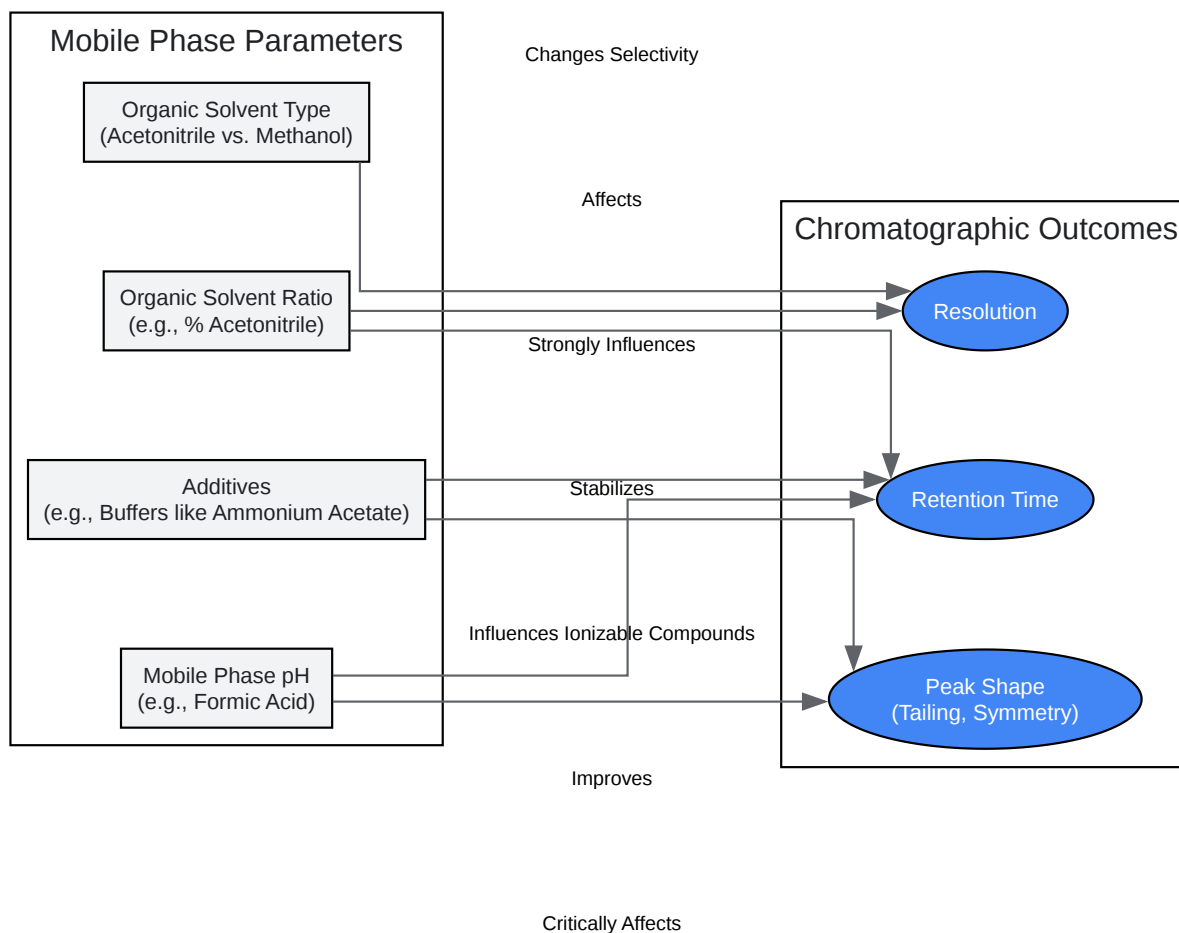 Mobile Phase Parameters
Organic Solvent Type
(Acetonitrile vs. Methanol)
Organic Solvent Ratio
(e.g., % Acetonitrile)
Additives
(e.g., Buffers like Ammonium Acetate)
Mobile Phase pH
(e.g., Formic Acid)
Changes Selectivity
Affects
Strongly Influences
Stabilizes
Influences Ionizable Compounds
Improves
Critically Affects
Chromatographic Outcomes
Resolution
Retention Time
Peak Shape
(Tailing, Symmetry)